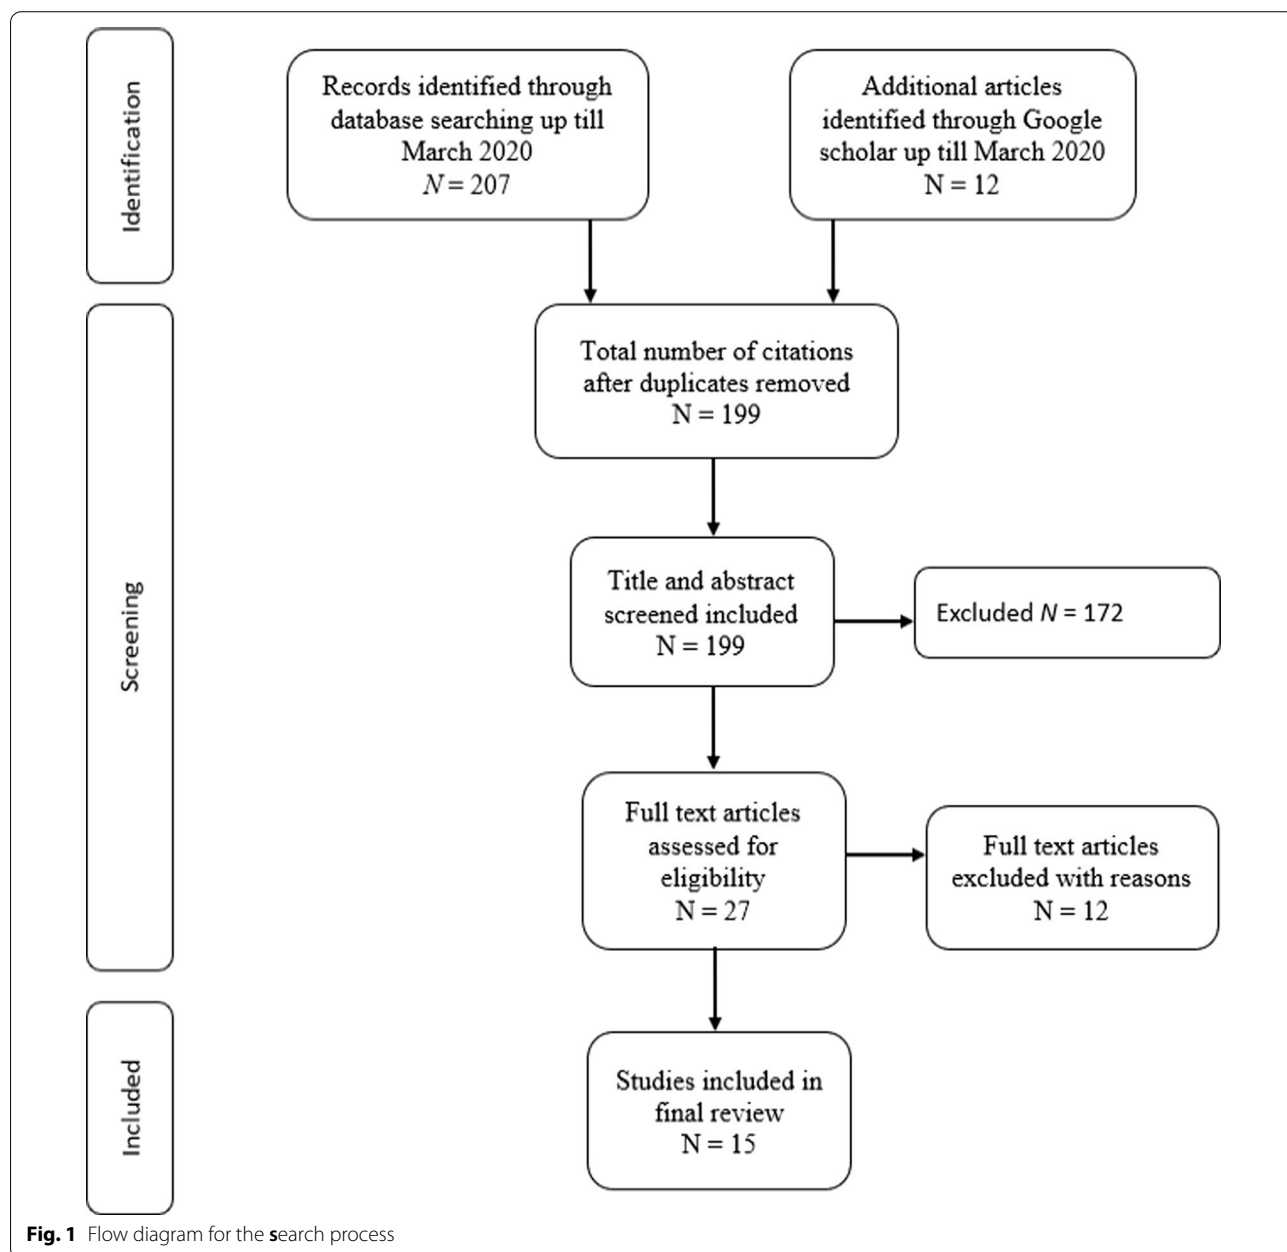 Identification
Records identified through
database searching up till
March 2020
N = 207
Additional articles
identified through Google
scholar up till March 2020
N = 12
Screening
Total number of citations
after duplicates removed
N = 199
Title and abstract
screened included
N = 199
Excluded N = 172
Full text articles
assessed for
eligibility
N = 27
Full text articles
excluded with reasons
N = 12
Included
Studies included in
final review
N = 15
Fig. 1 Flow diagram for the search process